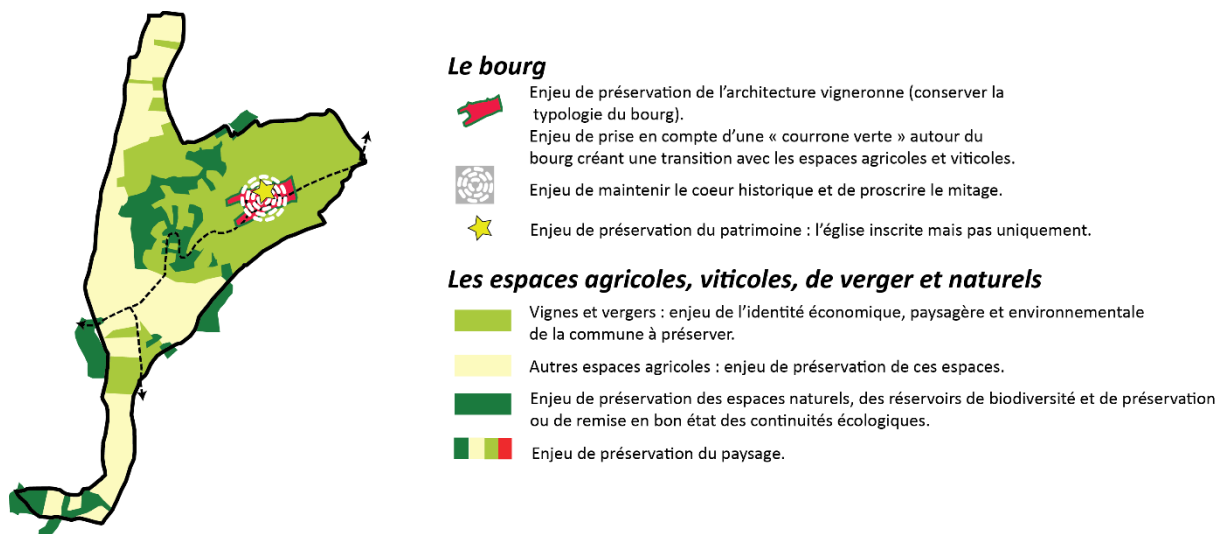 Le bourg
Enjeu de préservation de l'architecture vigneronne (conserver la
typologie du bourg).
Enjeu de prise en compte d'une « courrone verte » autour du
bourg créant une transition avec les espaces agricoles et viticoles.
Enjeu de maintenir le coeur historique et de proscrire le mitage.
Enjeu de préservation du patrimoine : l'église inscrite mais pas uniquement.
Les espaces agricoles, viticoles, de verger et naturels
Vignes et vergers : enjeu de l'identité économique, paysagère et environnementale
de la commune à préserver.
Autres espaces agricoles : enjeu de préservation de ces espaces.
Enjeu de préservation des espaces naturels, des réservoirs de biodiversité et de préservation
ou de remise en bon état des continuités écologiques.
Enjeu de préservation du paysage.